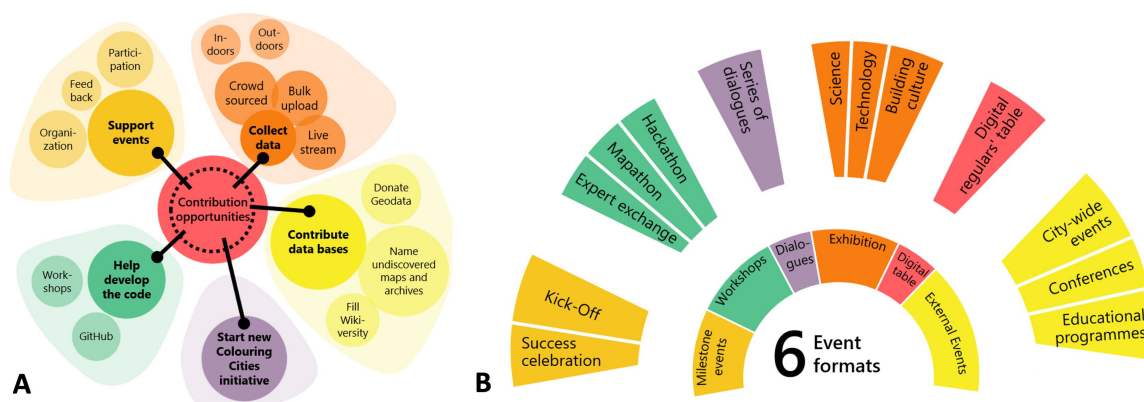 Partici-
pation
Feed
back
Organi-
zation
Support
events
In-
doors
Out-
doors
Crowd
sourced
Bulk
upload
Collect
data
Live
stream
Contribution
opportunities
Donate
Geodata
Contribute
data bases
Name
undiscovered
maps and
archives
Fill
Wiki-
versity
Help
develop
the code
Work-
shops
GitHub
Start new
Colouring
Cities
initiative
A
Success
celebration
Kick-Off
Expert exchange
Mapathon
Hackathon
Series of
dialogues
Science
Technology
Building
culture
Digital
regulars' table
City-wide
events
Conferences
Educational
programmes
Milestone
events
Workshops
Dialo-
gues
Exhibition
Digital
table
External Events
6 Event
formats
B